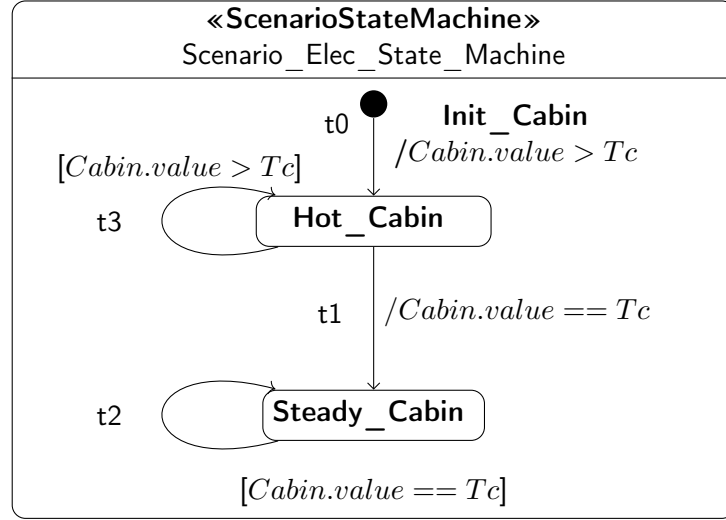 «ScenarioStateMachine»
Scenario_Elec_State_Machine
t0
Init_Cabin
/Cabin.value > Tc
[Cabin.value > Tc]
t3
Hot_Cabin
t1
/Cabin.value == Tc
t2
Steady_Cabin
[Cabin.value == Tc]